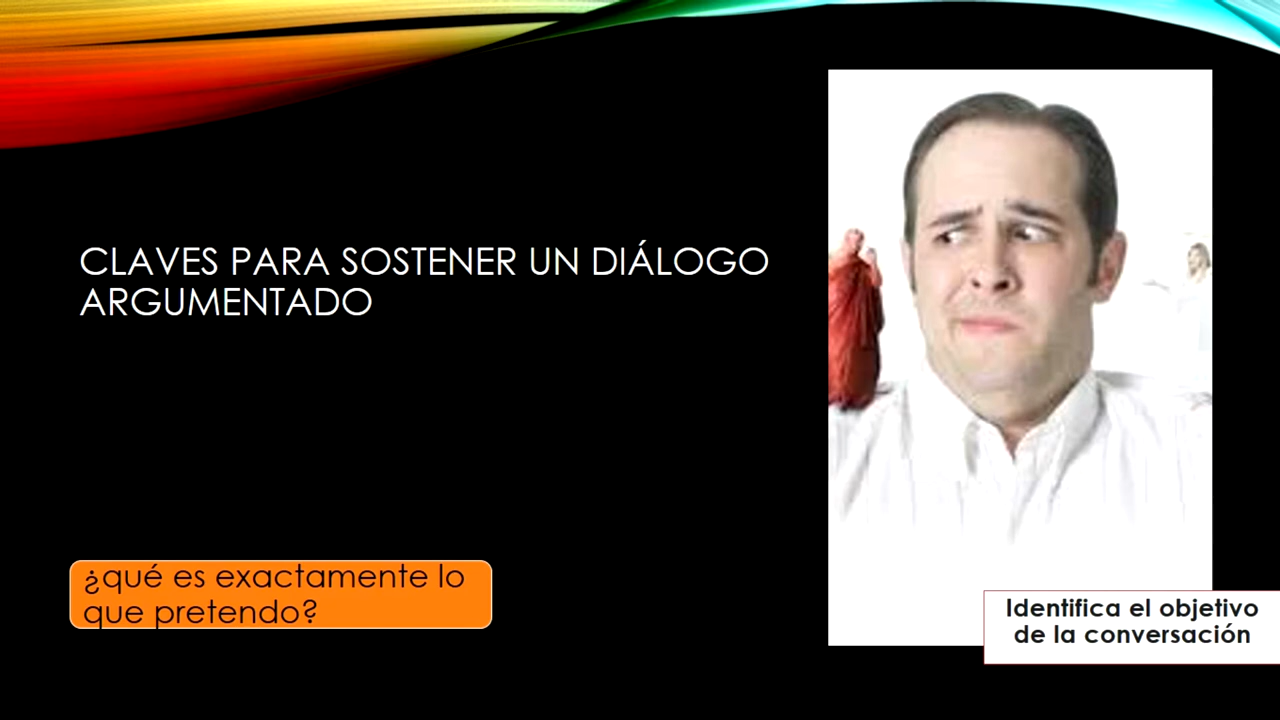 CLAVES PARA SOSTENER UN DIÁLOGO
ARGUMENTADO
¿qué es exactamente lo
que pretendo?
Identifica el objetivo
de la conversación